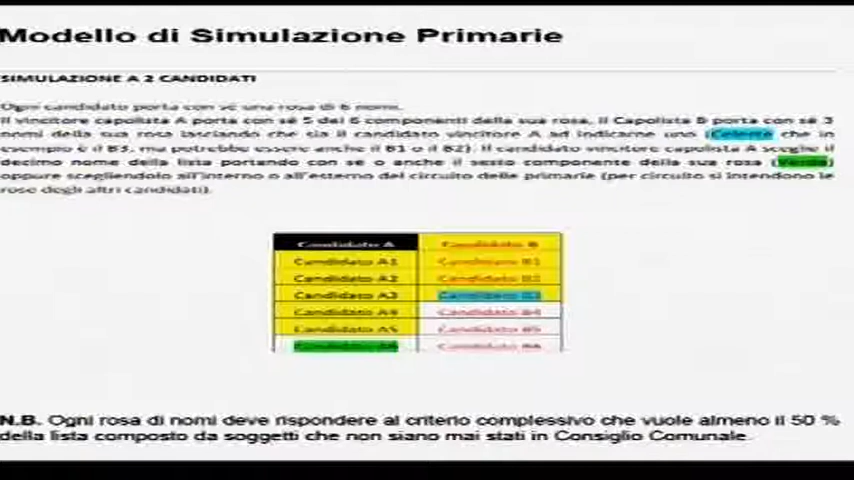 Modello di Simulazione Primarie
SIMULAZIONE A 2 CANDIDATI
Ogni candidato porta con sé una rosa di 6 nomi.
Il vincitore capolista A porta con sé 5 dei 6 componenti della sua rosa, il Capolista B porta con sé 3
nomi della sua rosa lasciando che sia il candidato vincitore A ad indicarne uno (Celeste che in
esempio è il B3, ma potrebbe essere anche il B1 o il B2). Il candidato vincitore capolista A sceglie il
decimo nome della lista portando con sé o anche il sesto componente della sua rosa (Verde)
oppure scegliendolo all'interno o all'esterno del circuito delle primarie (per circuito si intendono le
rose degli altri candidati).
Candidato A Candidato B
Candidato A1 Candidato B1
Candidato A2 Candidato B2
Candidato A3 Candidato B3
Candidato A4 Candidato B4
Candidato A5 Candidato B5
Candidato A6 Candidato B6
N.B. Ogni rosa di nomi deve rispondere al criterio complessivo che vuole almeno il 50 %
della lista composto da soggetti che non siano mai stati in Consiglio Comunale.